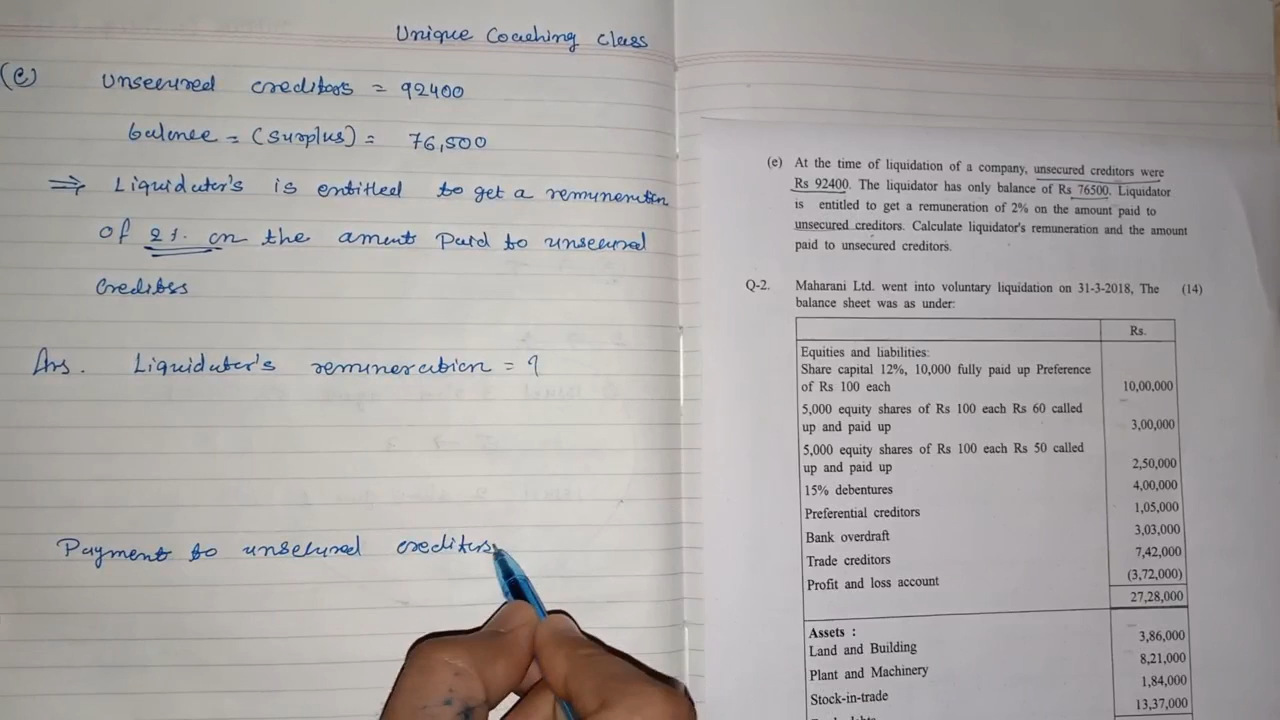 Unique Coaching Class
(e) Unsecured creditors = 92400
balance = (Surplus) = 76,500
⇒ Liquidator's is entitled to get a remuneration
of 2%. on the amount Paid to unsecured
Creditors
Ans. Liquidator's remuneration = ?
Payment to unsecured creditors
(e) At the time of liquidation of a company, unsecured creditors were
Rs 92400. The liquidator has only balance of Rs 76500. Liquidator
is entitled to get a remuneration of 2% on the amount paid to
unsecured creditors. Calculate liquidator's remuneration and the amount
paid to unsecured creditors.
Q-2. Maharani Ltd. went into voluntary liquidation on 31-3-2018, The (14)
balance sheet was as under:
Rs.
Equities and liabilities:
Share capital 12%, 10,000 fully paid up Preference
of Rs 100 each 10,00,000
5,000 equity shares of Rs 100 each Rs 60 called
up and paid up 3,00,000
5,000 equity shares of Rs 100 each Rs 50 called
up and paid up 2,50,000
15% debentures 4,00,000
Preferential creditors 1,05,000
Bank overdraft 3,03,000
Trade creditors 7,42,000
Profit and loss account (3,72,000)
27,28,000
Assets :
Land and Building 3,86,000
Plant and Machinery 8,21,000
Stock-in-trade 1,84,000
13,37,000